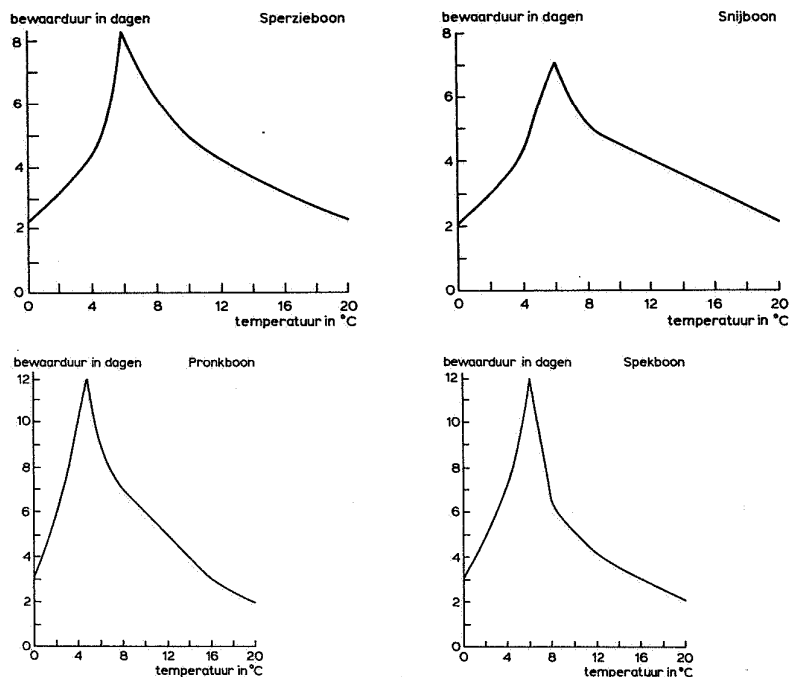 bewaarduur in dagen Sperzieboon
8
6
4
2
0
0 4 8 12 16 20
temperatuur in °C
bewaarduur in dagen Snijboon
8
6
4
2
0
0 4 8 12 16 20
temperatuur in °C
bewaarduur in dagen Pronkboon
12
10
8
6
4
2
0
0 4 8 12 16 20
temperatuur in °C
bewaarduur in dagen Spekboon
12
10
8
6
4
2
0
0 4 8 12 16 20
temperatuur in °C